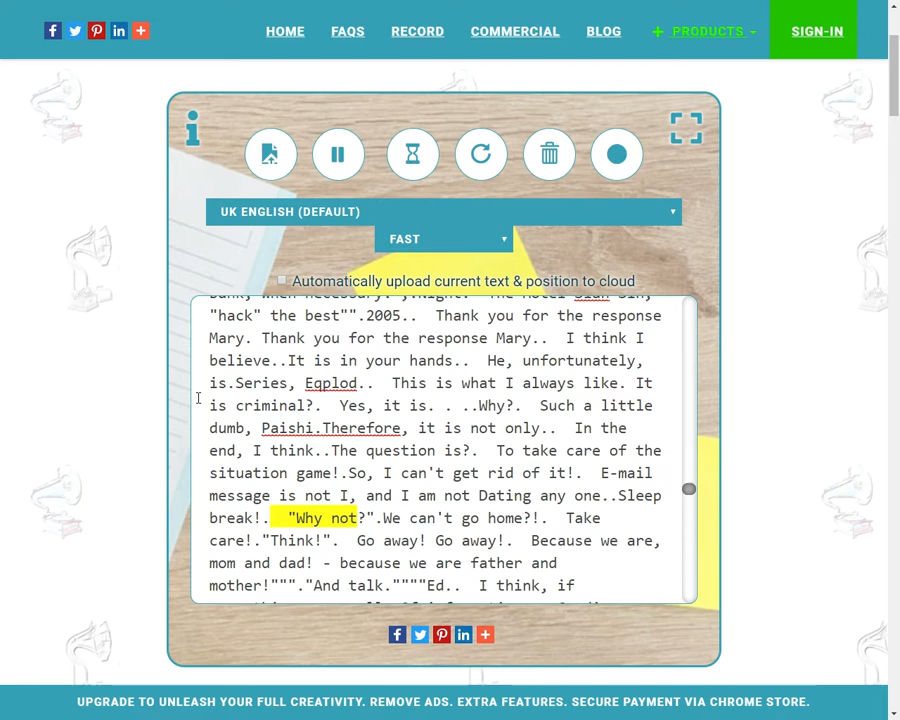 HOME FAQS RECORD COMMERCIAL BLOG + PRODUCTS SIGN-IN
UK ENGLISH (DEFAULT)
FAST
Automatically upload current text & position to cloud
"hack" the best"".2005..  Thank you for the response
Mary. Thank you for the response Mary..  I think I
believe..It is in your hands..  He, unfortunately,
is.Series, Eqplod..  This is what I always like. It
is criminal?.  Yes, it is. . ..Why?.  Such a little
dumb, Paishi.Therefore, it is not only..  In the
end, I think..The question is?.  To take care of the
situation game!.So, I can't get rid of it!.  E-mail
message is not I, and I am not Dating any one..Sleep
break!.  "Why not?".We can't go home?!.  Take
care!."Think!".  Go away! Go away!.  Because we are,
mom and dad! - because we are father and
mother!"""."And talk.""""Ed..  I think, if
UPGRADE TO UNLEASH YOUR FULL CREATIVITY. REMOVE ADS. EXTRA FEATURES. SECURE PAYMENT VIA CHROME STORE.